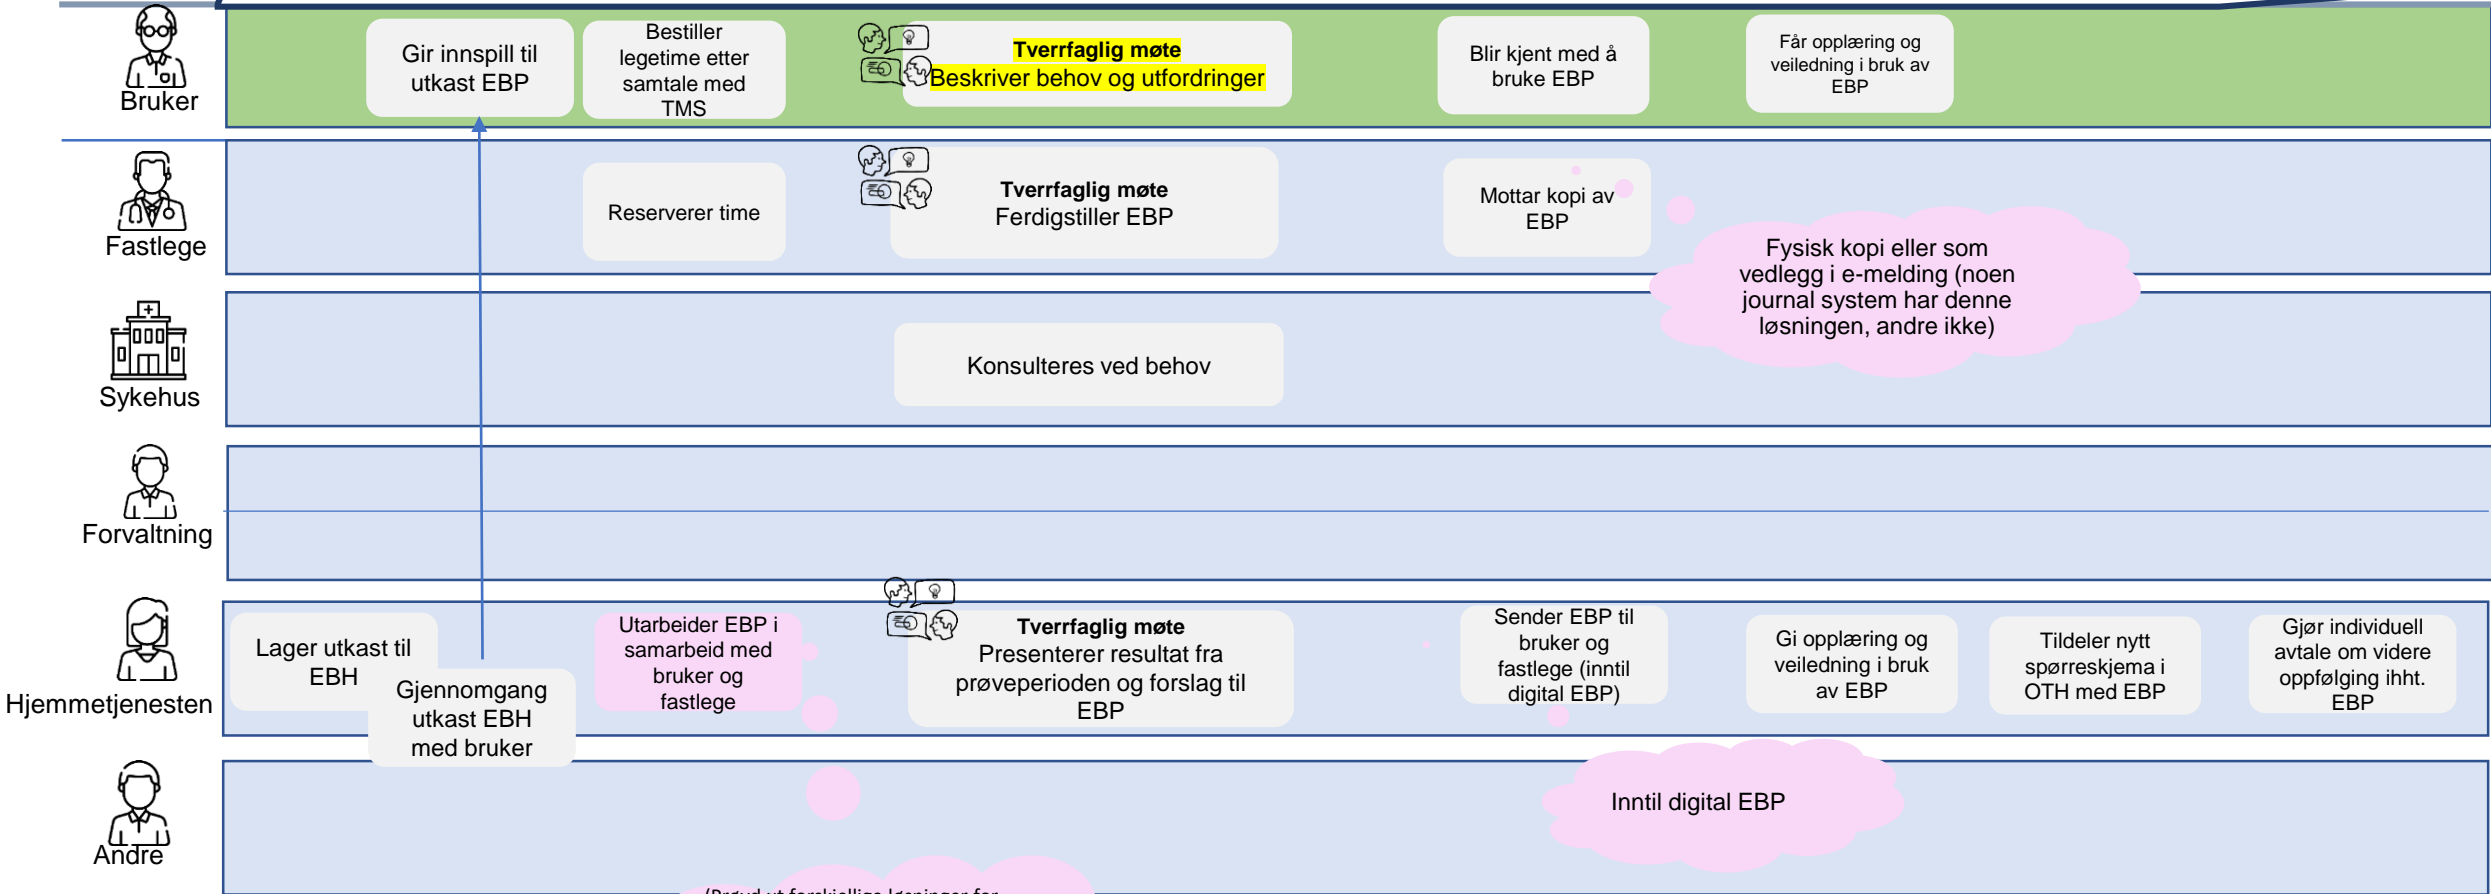 Bruker
Gir innspill til
utkast EBP
Bestiller
legetime etter
samtale med
TMS
Tverrfaglig møte
Beskriver behov og utfordringer
Blir kjent med å
bruke EBP
Får opplæring og
veiledning i bruk av
EBP
Fastlege
Reserverer time
Tverrfaglig møte
Ferdigstiller EBP
Mottar kopi av
EBP
Fysisk kopi eller som
vedlegg i e-melding (noen
journal system har denne
løsningen, andre ikke)
Sykehus
Konsulteres ved behov
Forvaltning
Hjemmetjenesten
Lager utkast til
EBH
Gjennomgang
utkast EBH
med bruker
Utarbeider EBP i
samarbeid med
bruker og
fastlege
Tverrfaglig møte
Presenterer resultat fra
prøveperioden og forslag til
EBP
Sender EBP til
bruker og
fastlege (inntil
digital EBP)
Gi opplæring og
veiledning i bruk
av EBP
Tildeler nytt
spørreskjema i
OTH med EBP
Gjør individuell
avtale om videre
oppfølging ihht.
EBP
Andre
Inntil digital EBP
(Prøvd ut forskjellige løsninger for